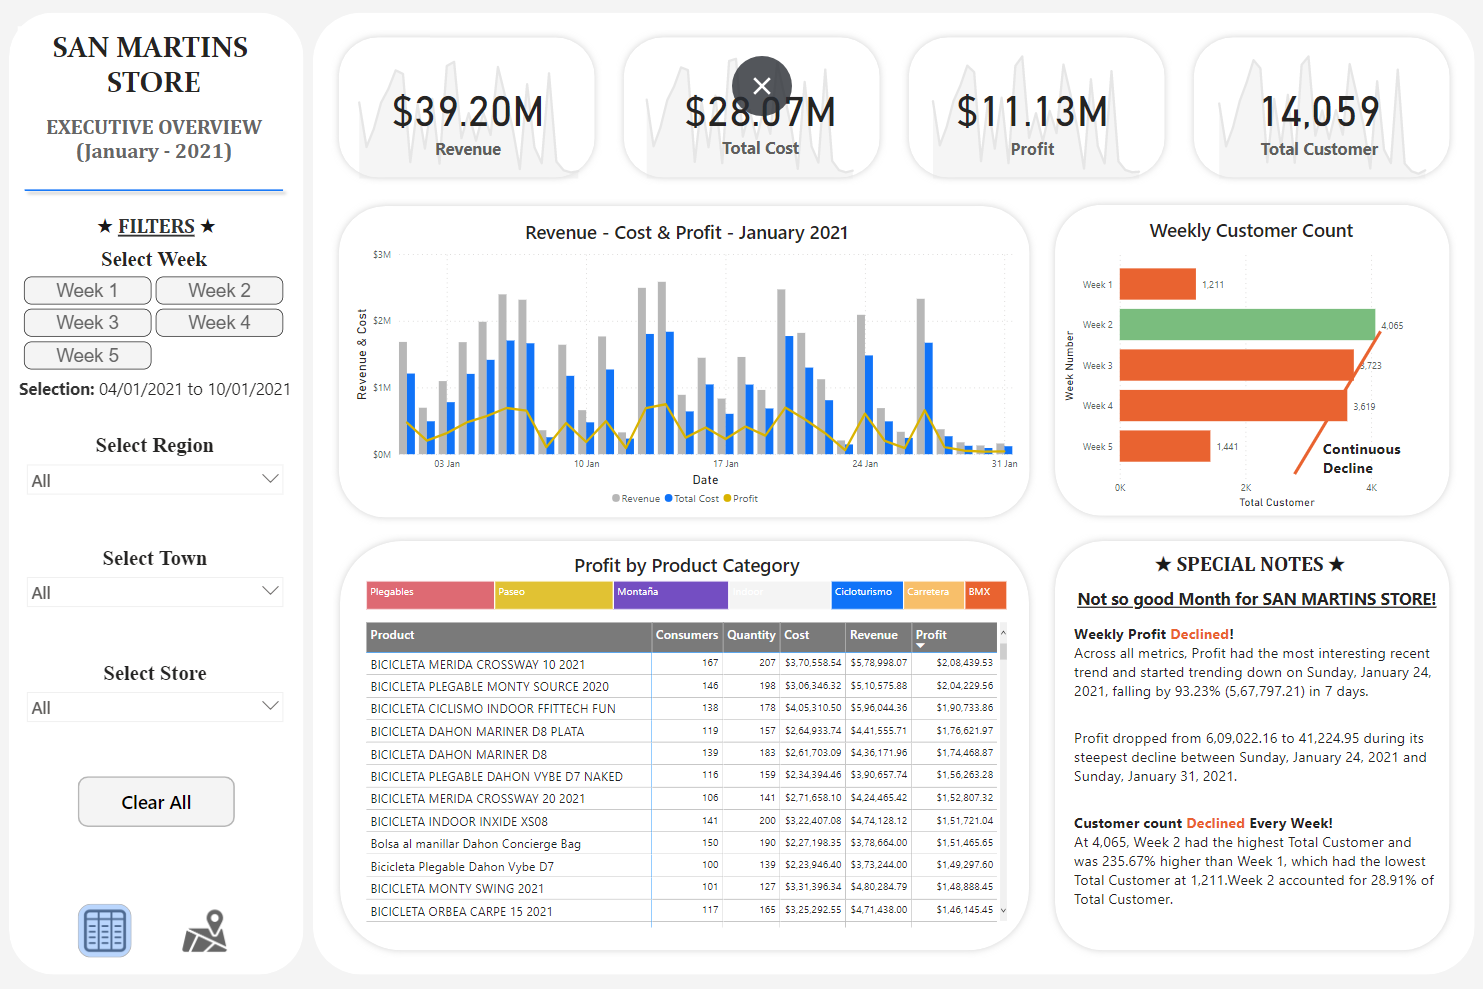 SAN MARTINS
STORE
EXECUTIVE OVERVIEW
(January - 2021)
★ FILTERS ★
Select Week
Week 1
Week 2
Week 3
Week 4
Week 5
Selection: 04/01/2021 to 10/01/2021
Select Region
All
Select Town
All
Select Store
All
Clear All
$39.20M
Revenue
$28.07M
Total Cost
$11.13M
Profit
14,059
Total Customer
Revenue - Cost & Profit - January 2021
Revenue & Cost
$3M
$2M
$1M
$0M
03 Jan
10 Jan
17 Jan
24 Jan
31 Jan
Date
Revenue
Total Cost
Profit
Weekly Customer Count
Week Number
Week 1
1,211
Week 2
4,065
Week 3
3,723
Week 4
3,619
Week 5
1,441
Continuous
Decline
0K
2K
4K
Total Customer
Profit by Product Category
Plegables
Paseo
Montaña
Indoor
Cicloturismo
Carretera
BMX
Product Consumers Quantity Cost Revenue Profit
BICICLETA MERIDA CROSSWAY 10 2021 167 207 $3,70,558.54 $5,78,998.07 $2,08,439.53
BICICLETA PLEGABLE MONTY SOURCE 2020 146 198 $3,06,346.32 $5,10,575.88 $2,04,229.56
BICICLETA CICLISMO INDOOR FFITTECH FUN 138 178 $4,05,310.50 $5,96,044.36 $1,90,733.86
BICICLETA DAHON MARINER D8 PLATA 119 157 $2,64,933.74 $4,41,555.71 $1,76,621.97
BICICLETA DAHON MARINER D8 139 183 $2,61,703.09 $4,36,171.96 $1,74,468.87
BICICLETA PLEGABLE DAHON VYBE D7 NAKED 116 159 $2,34,394.46 $3,90,657.74 $1,56,263.28
BICICLETA MERIDA CROSSWAY 20 2021 106 141 $2,71,658.10 $4,24,465.42 $1,52,807.32
BICICLETA INDOOR INXIDE XS08 141 200 $3,22,407.08 $4,74,128.12 $1,51,721.04
Bolsa al manillar Dahon Concierge Bag 150 190 $2,27,198.35 $3,78,664.00 $1,51,465.65
Bicicleta Plegable Dahon Vybe D7 100 139 $2,23,946.40 $3,73,244.00 $1,49,297.60
BICICLETA MONTY SWING 2021 101 127 $3,31,396.34 $4,80,284.79 $1,48,888.45
BICICLETA ORBEA CARPE 15 2021 117 165 $3,25,292.55 $4,71,438.00 $1,46,145.45
★ SPECIAL NOTES ★
Not so good Month for SAN MARTINS STORE!
Weekly Profit Declined!
Across all metrics, Profit had the most interesting recent
trend and started trending down on Sunday, January 24,
2021, falling by 93.23% (5,67,797.21) in 7 days.
Profit dropped from 6,09,022.16 to 41,224.95 during its
steepest decline between Sunday, January 24, 2021 and
Sunday, January 31, 2021.
Customer count Declined Every Week!
At 4,065, Week 2 had the highest Total Customer and
was 235.67% higher than Week 1, which had the lowest
Total Customer at 1,211.Week 2 accounted for 28.91% of
Total Customer.